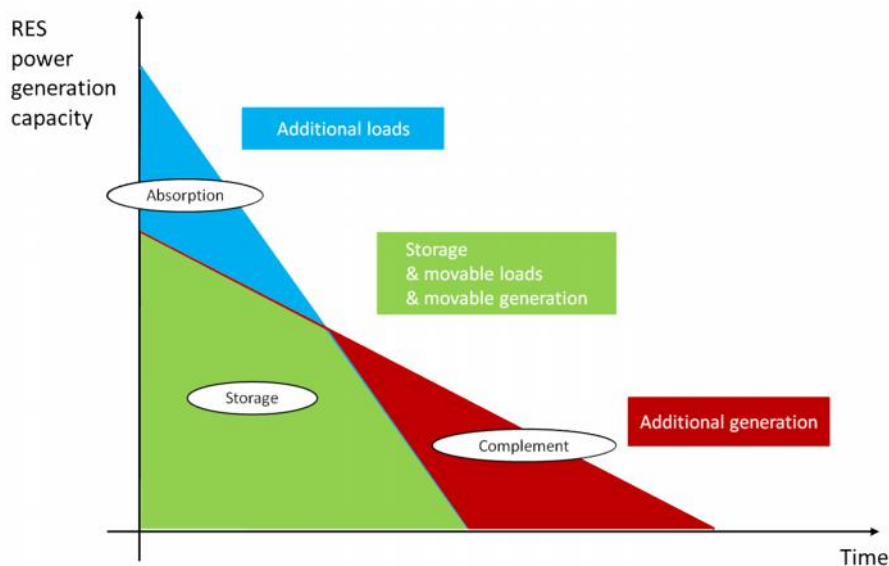 RES
power
generation
capacity
Additional loads
Absorption
Storage
& movable loads
& movable generation
Storage
Additional generation
Complement
Time